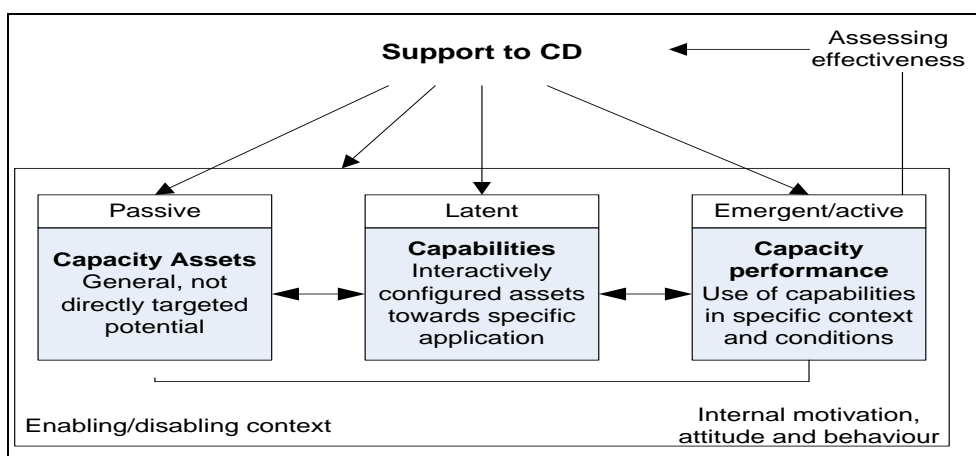 Support to CD
Assessing
effectiveness
Passive
Capacity Assets
General, not
directly targeted
potential
Latent
Capabilities
Interactively
configured assets
towards specific
application
Emergent/active
Capacity
performance
Use of capabilities
in specific context
and conditions
Enabling/disabling context
Internal motivation,
attitude and behaviour